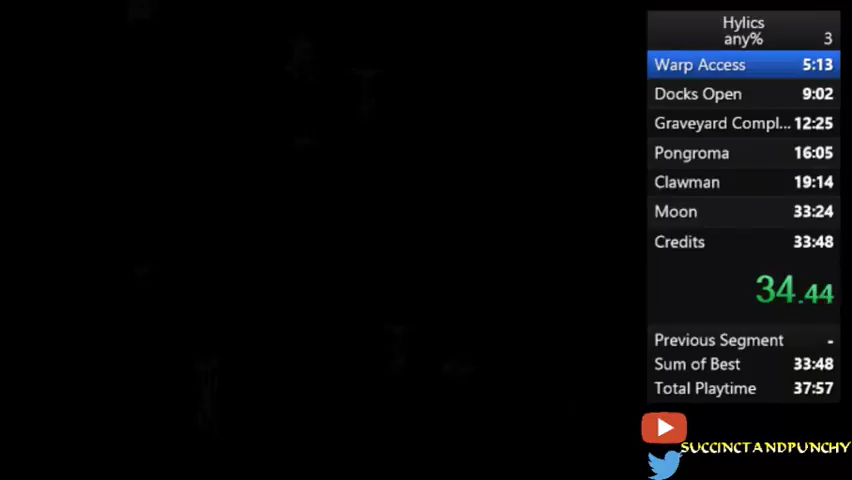 Hylics
any% 3
Warp Access 5:13
Docks Open 9:02
Graveyard Compl... 12:25
Pongroma 16:05
Clawman 19:14
Moon 33:24
Credits 33:48
34.44
Previous Segment -
Sum of Best 33:48
Total Playtime 37:57
SUCCINCTANDPUNCHY